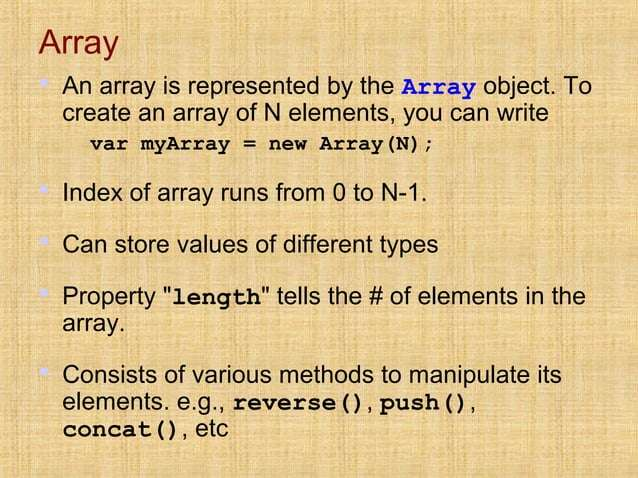 Array
An array is represented by the Array object. To
create an array of N elements, you can write
var myArray = new Array(N);
Index of array runs from 0 to N-1.
Can store values of different types
Property "length" tells the # of elements in the
array.
Consists of various methods to manipulate its
elements. e.g., reverse(), push(),
concat(), etc